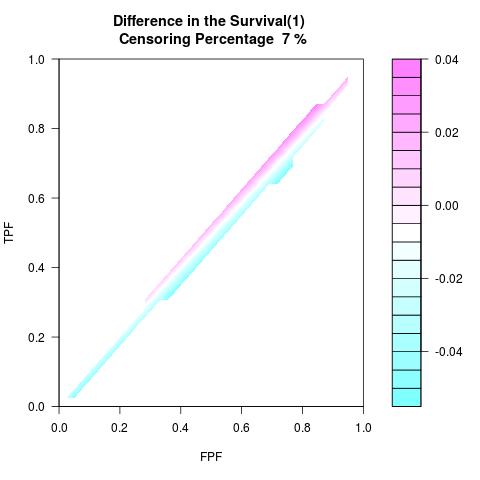 Difference in the Survival(1)
Censoring Percentage 7 %
1.0
0.8
0.6
0.4
0.2
0.0
TPF
0.0 0.2 0.4 0.6 0.8 1.0
FPF
0.04
0.02
0.00
-0.02
-0.04